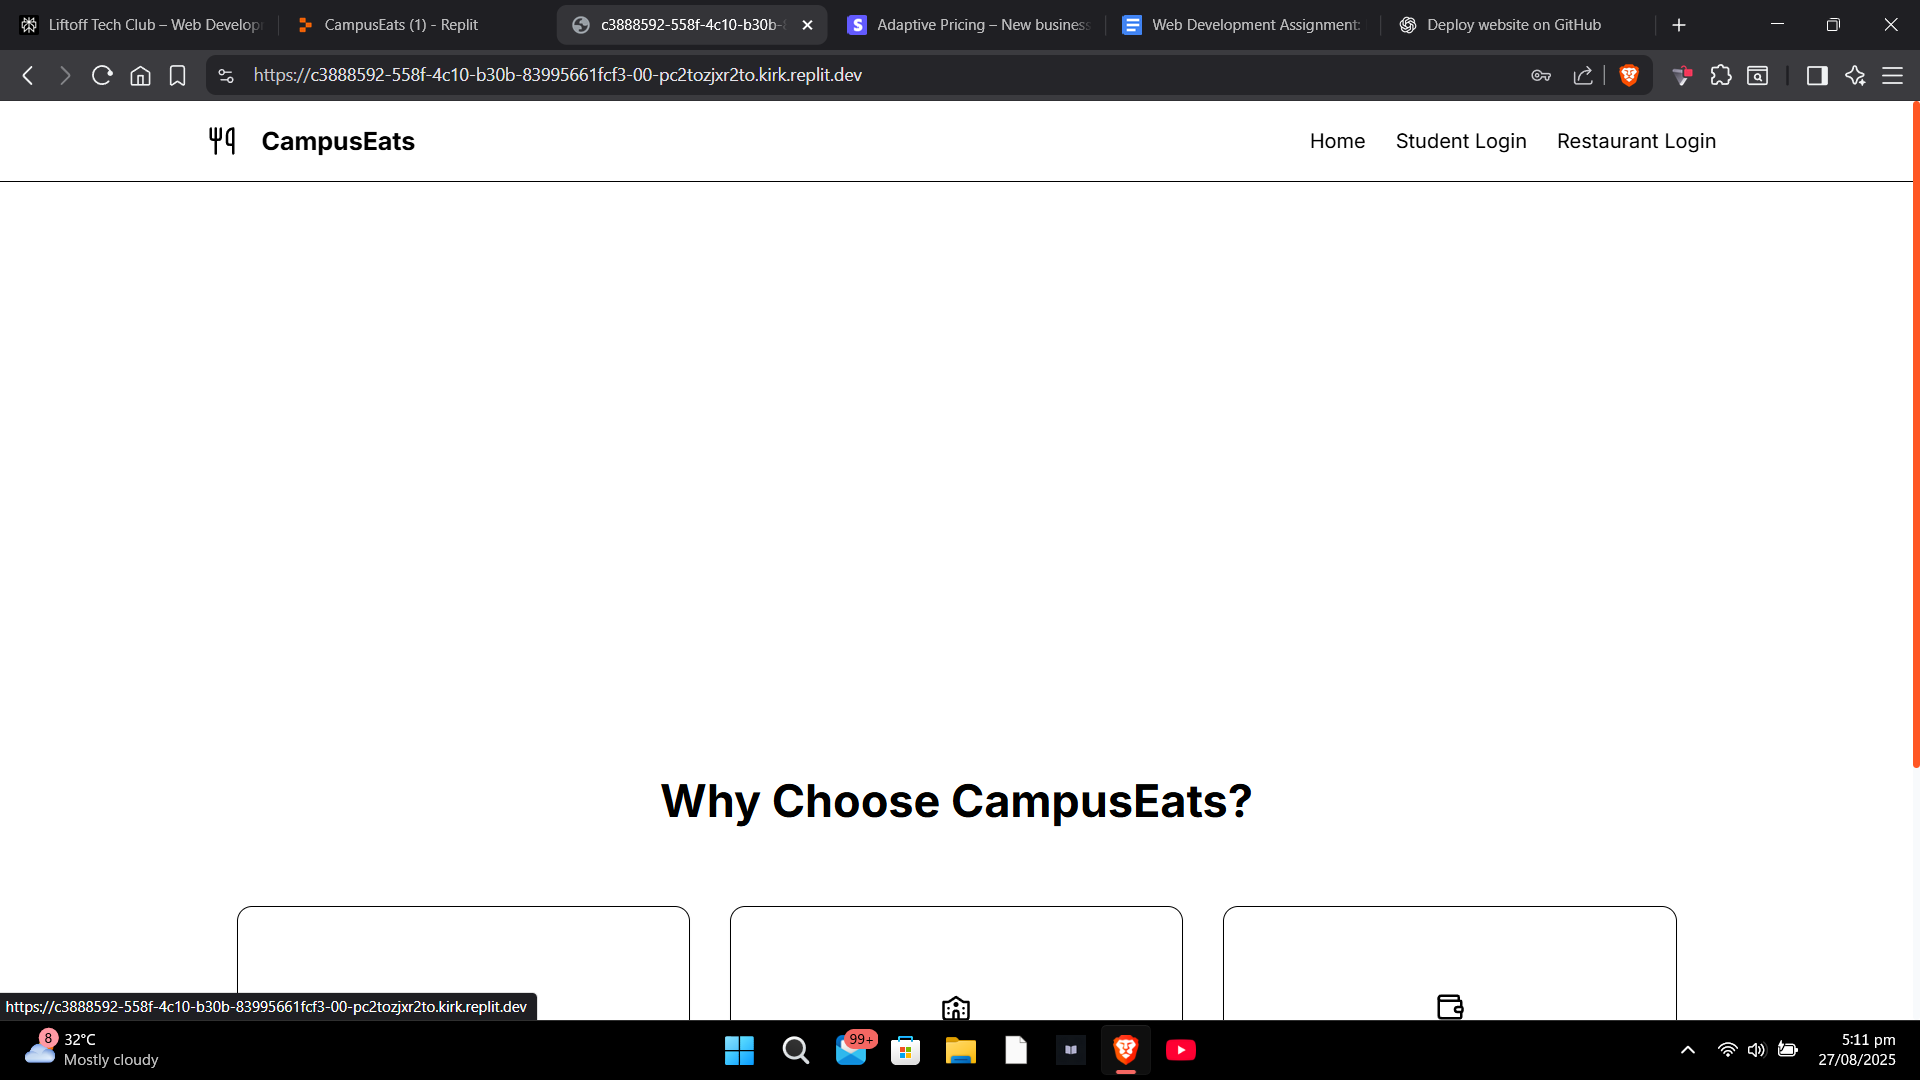 Liftoff Tech Club – Web Develop
CampusEats (1) - Replit
c3888592-558f-4c10-b30b-8
Adaptive Pricing – New business
Web Development Assignment:
Deploy website on GitHub
https://c3888592-558f-4c10-b30b-83995661fcf3-00-pc2tozjxr2to.kirk.replit.dev
CampusEats
Home
Student Login
Restaurant Login
Why Choose CampusEats?
https://c3888592-558f-4c10-b30b-83995661fcf3-00-pc2tozjxr2to.kirk.replit.dev
8
32°C
Mostly cloudy
99+
5:11 pm
27/08/2025